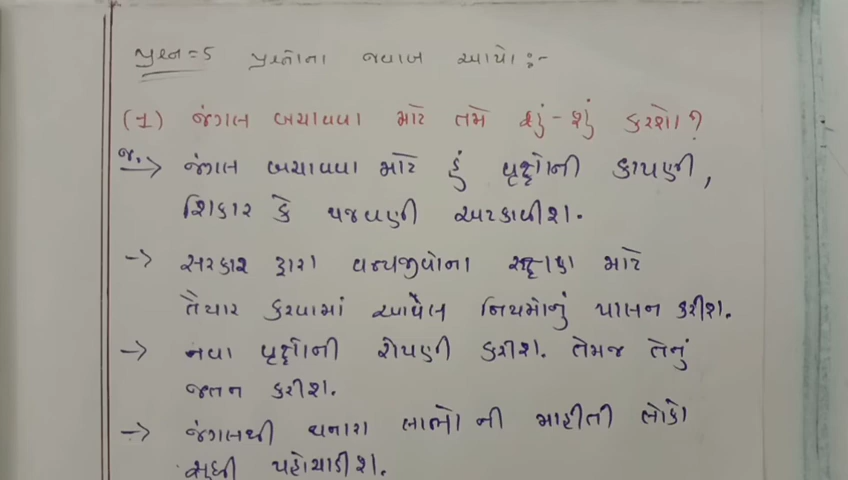 પ્રશ્ન=5 પ્રશ્નોના જવાબ આપો:-
(1) જંગલ બચાવવા માટે તમે શું-શું કરશો?
જ.→ જંગલ બચાવવા માટે હું વૃક્ષોની કાપણી,
શિકાર કે પજવણી અટકાવીશ.
→ સરકાર દ્વારા વન્યજીવોના રક્ષણ માટે
તૈયાર કરવામાં આવેલ નિયમોનું પાલન કરીશ.
→ નવા વૃક્ષોની રોપણી કરીશ. તેમજ તેનું
જતન કરીશ.
→ જંગલથી થનારા લાભોની માહીતી લોકો
સુધી પહોચાડીશ.